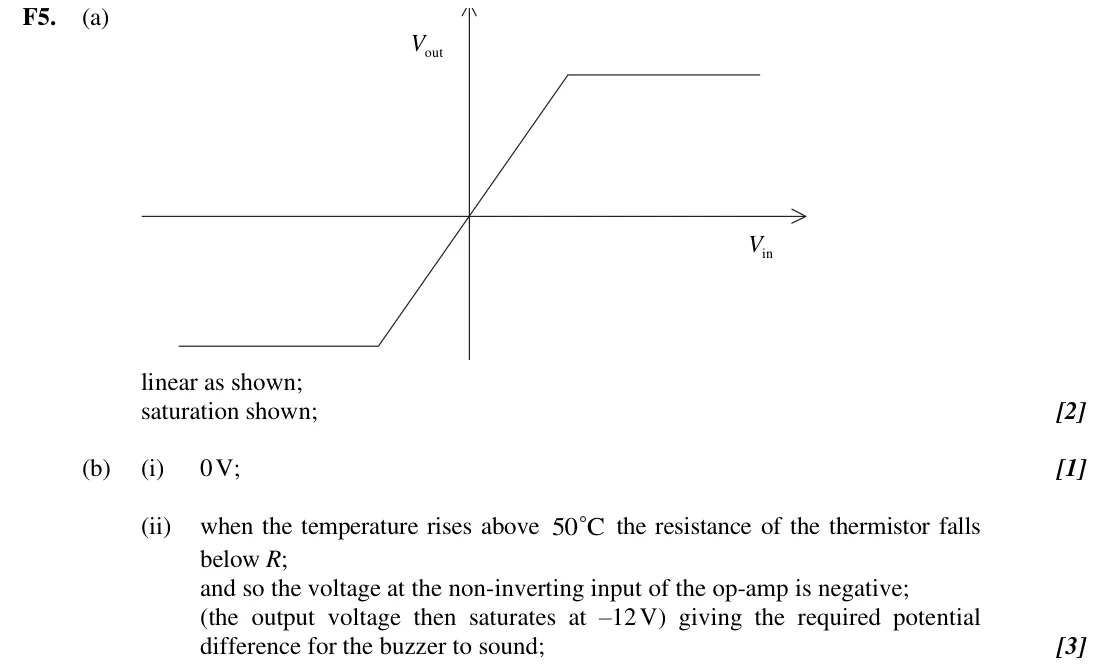 F5. (a)
V_out
V_in
linear as shown;
saturation shown; [2]
(b) (i) 0 V; [1]
(ii) when the temperature rises above 50°C the resistance of the thermistor falls
below R;
and so the voltage at the non-inverting input of the op-amp is negative;
(the output voltage then saturates at –12 V) giving the required potential
difference for the buzzer to sound; [3]